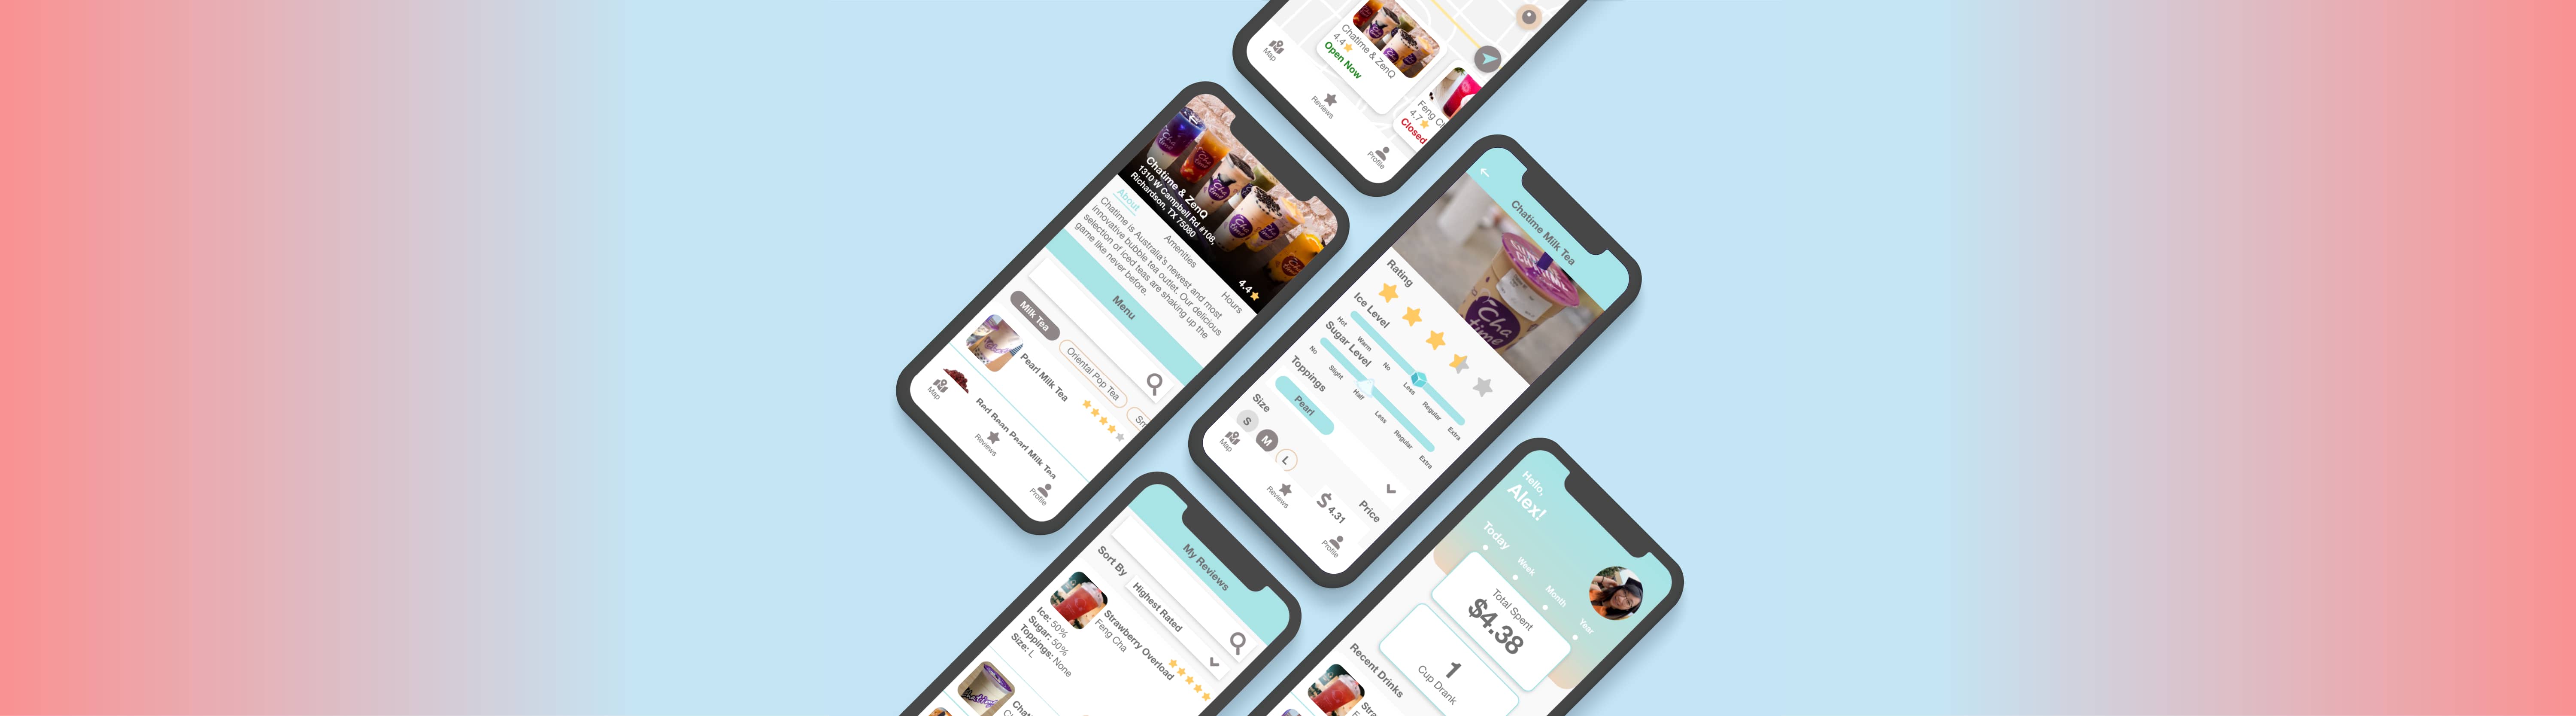 Chatime & ZenQ
4.4
Open Now
Feng
4.7
Closed
Map
Reviews
Profile
Chatime & ZenQ
1310 W Campbell Rd #108,
Richardson, TX 75080
4.4
About
Amenities
Hours
Chatime is Australia's newest and most
innovative bubble tea outlet. Our delicious
selection of iced teas are shaking up the
game like never before.
Menu
Milk Tea
Oriental Pop Tea
Pearl Milk Tea
Red Bean Pearl Milk Tea
Map
Reviews
Profile
Chatime Milk Tea
Cha
time
Rating
Ice Level
Hot
Warm
No
Less
Regular
Extra
Sugar Level
No
Slight
Half
Less
Regular
Extra
Toppings
Pearl
Size
S
M
L
Price
$ 4.31
Map
Reviews
Profile
My Reviews
Sort By
Highest Rated
Strawberry Overload
Feng Cha
Ice: 50%
Sugar: 50%
Toppings: None
Size: L
Hello,
Alex!
Today
Week
Month
Year
Total Spent
$4.38
1
Cup Drank
Recent Drinks